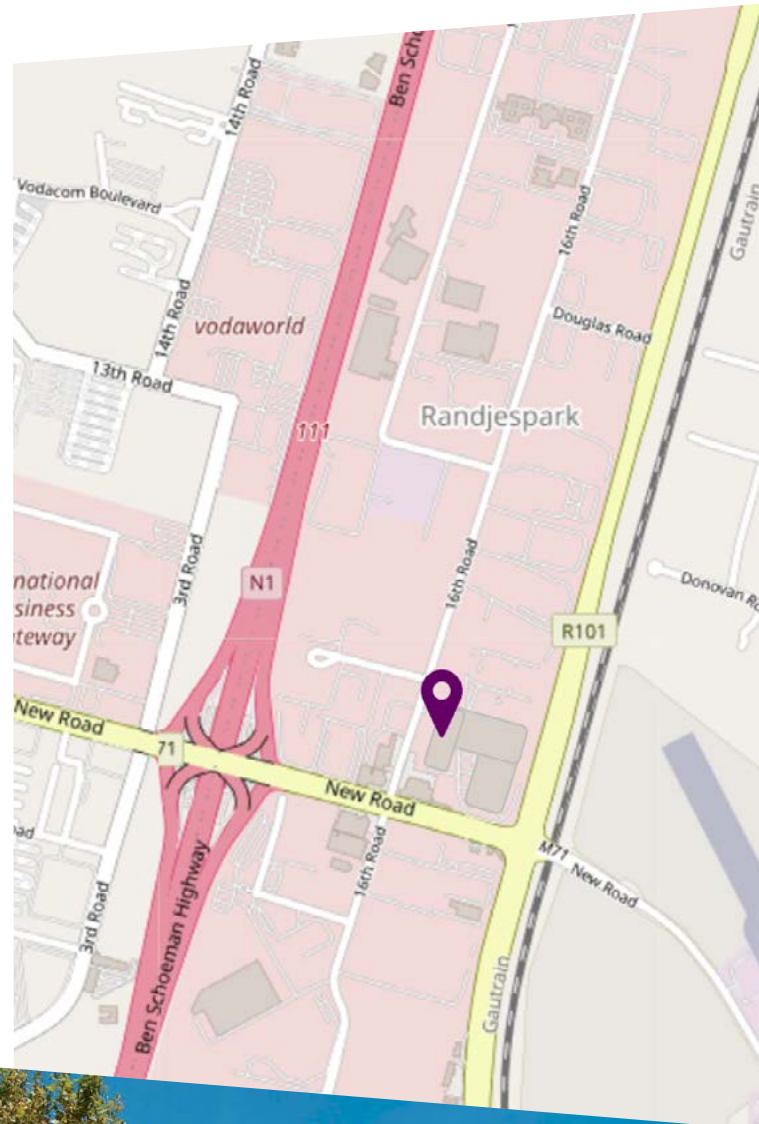 Ben Scho
14th Road
Vodacom Boulevard
16th Road
Gautrain
14th Road
vodaworld
Douglas Road
13th Road
111
Randjespark
3rd Road
N1
16th Road
national
siness
teway
Donovan Ro
R101
New Road
71
New Road
16th Road
M71 New Road
ad
3rd Road
Ben Schoeman Highway
Gautrain